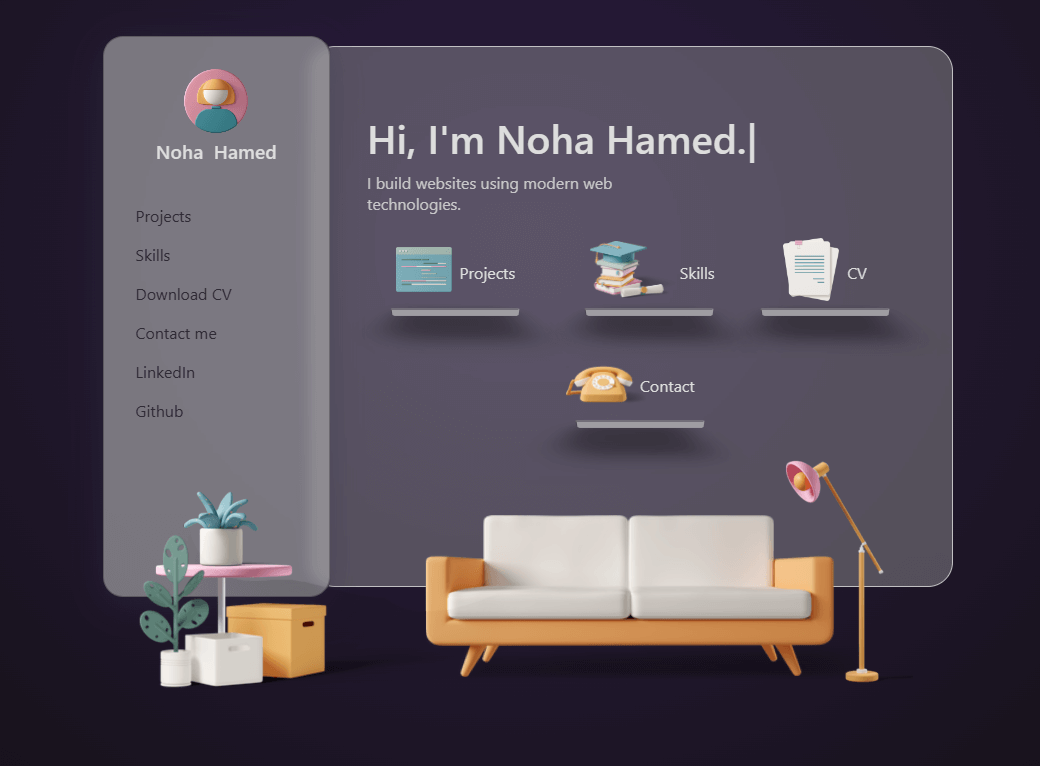 Noha Hamed
Projects
Skills
Download CV
Contact me
LinkedIn
Github
Hi, I'm Noha Hamed.|
I build websites using modern web
technologies.
Projects
Skills
CV
Contact